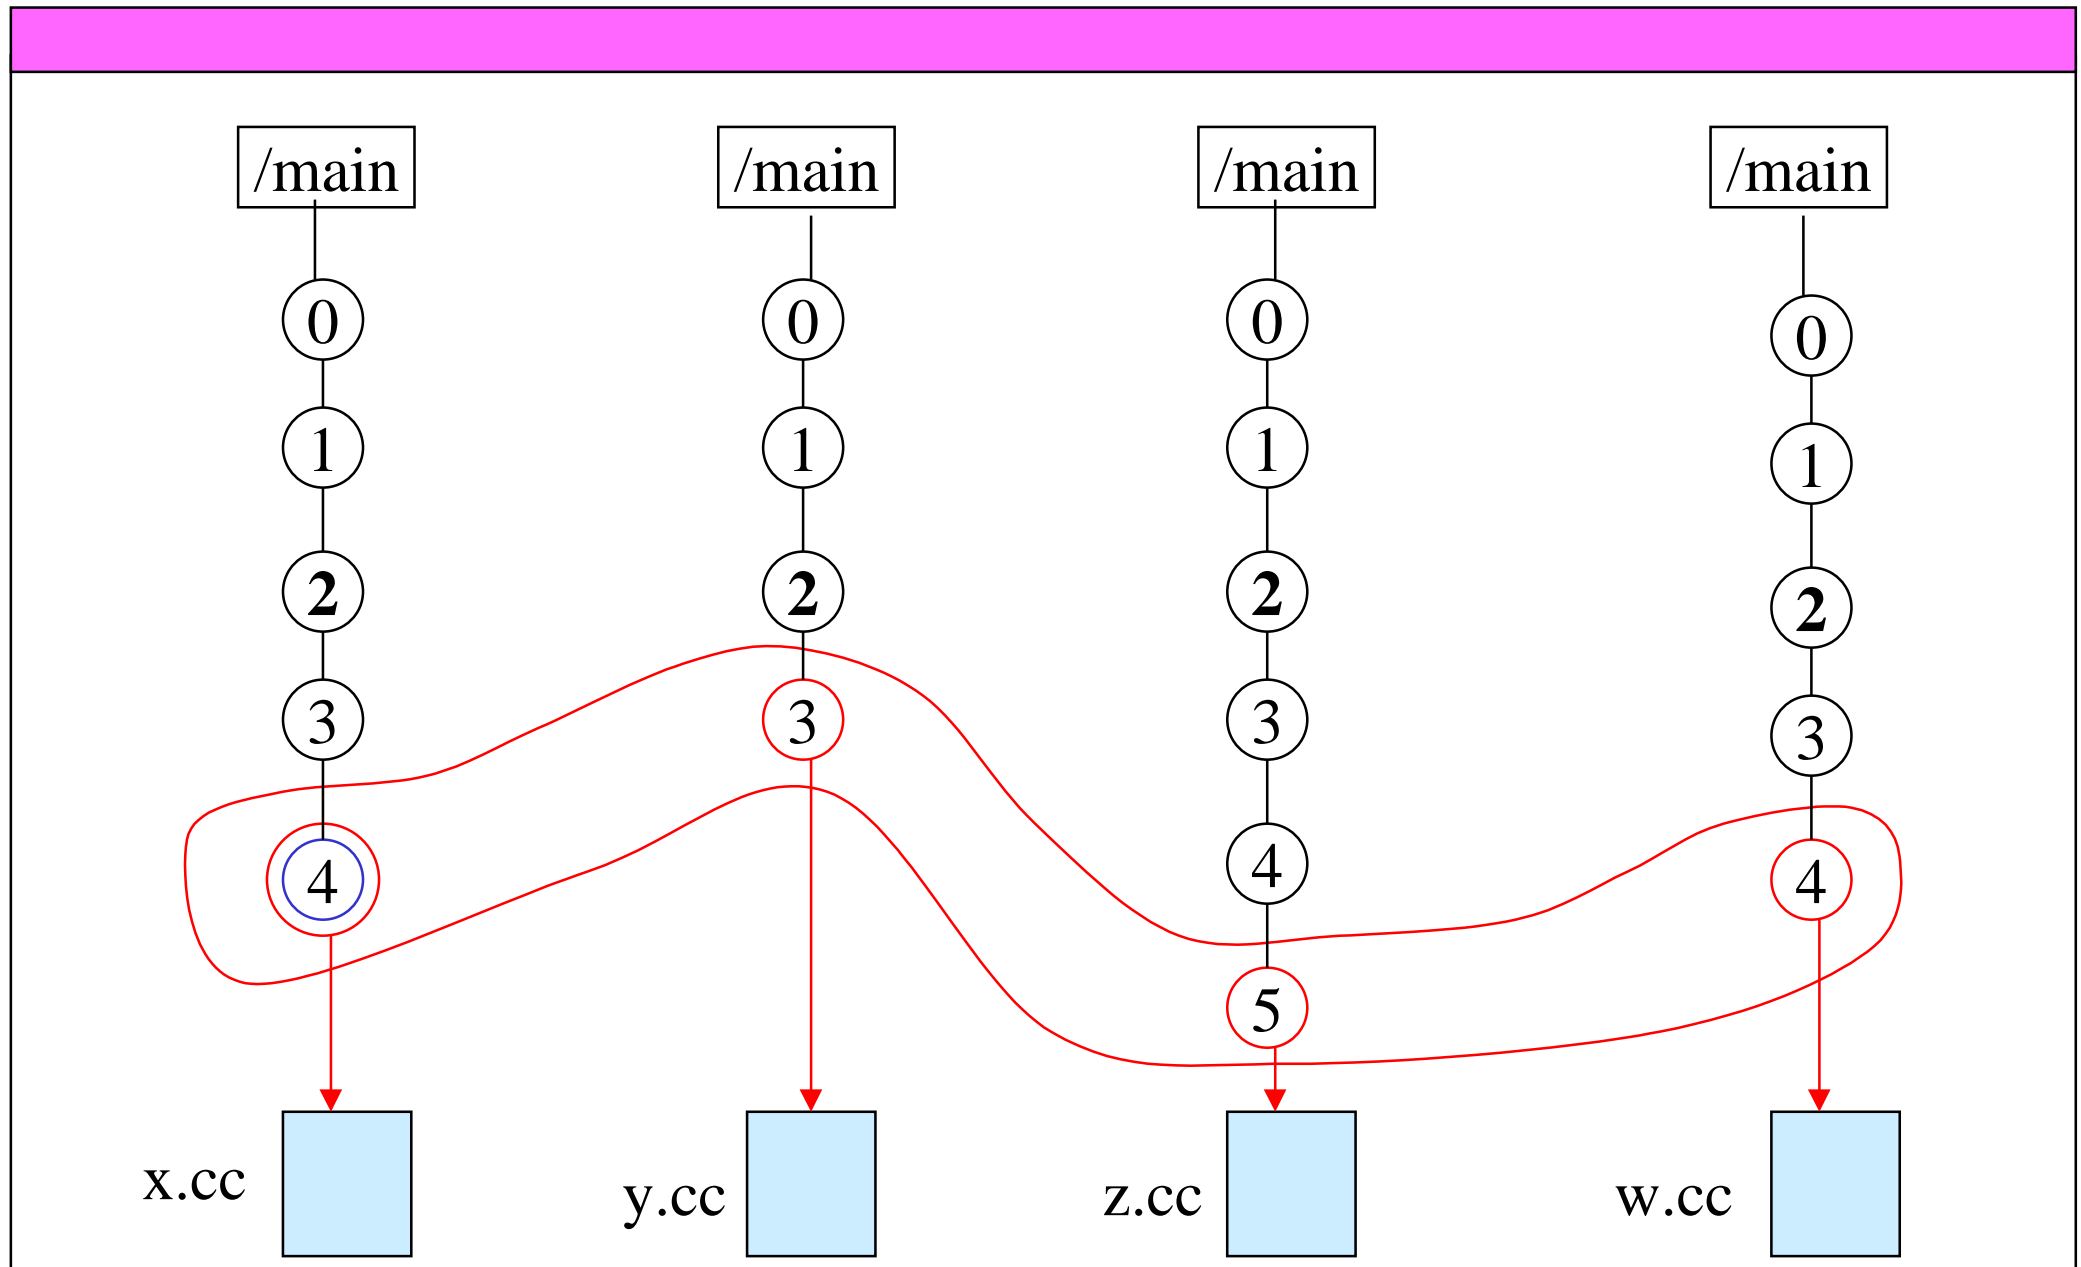 /main /main /main /main
0 0 0 0
1 1 1 1
2 2 2 2
3 3 3 3
4 4 4
5
x.cc y.cc z.cc w.cc